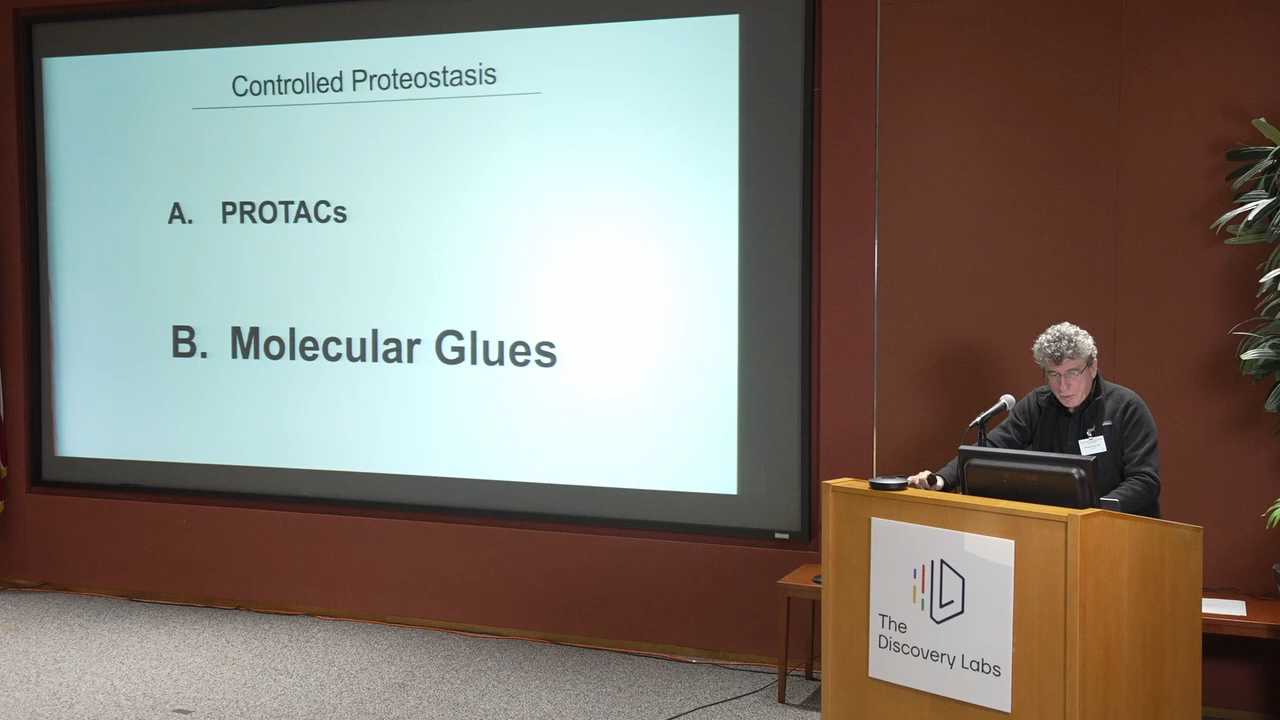 Controlled Proteostasis
A. PROTACs
B. Molecular Glues
The
Discovery Labs